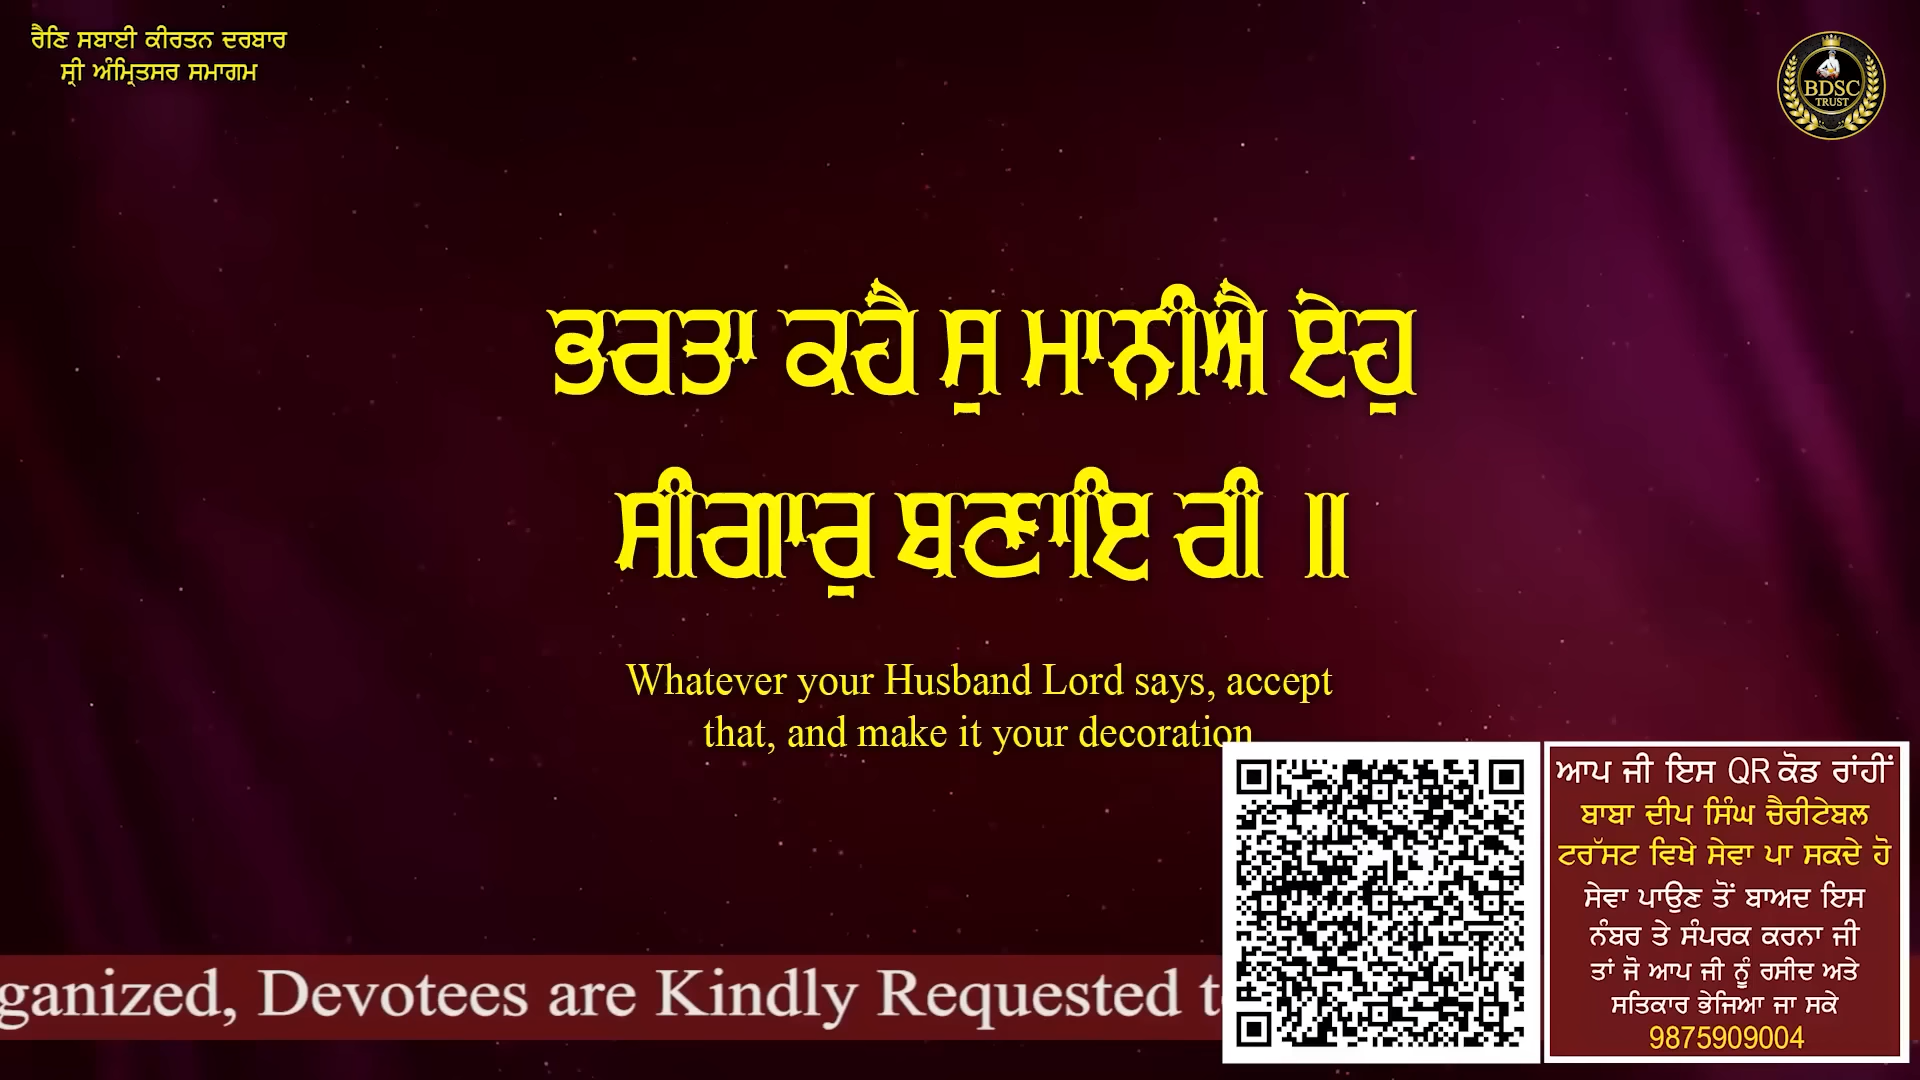 ਰੈਣਿ ਸਬਾਈ ਕੀਰਤਨ ਦਰਬਾਰ
ਸ੍ਰੀ ਅੰਮ੍ਰਿਤਸਰ ਸਮਾਗਮ
BDSC
TRUST
ਭਰਤਾ ਕਹੈ ਸੁ ਮਾਨੀਐ ਏਹੁ
ਸੀਗਾਰੁ ਬਣਾਇ ਰੀ ॥
Whatever your Husband Lord says, accept
that, and make it your decoration
ਆਪ ਜੀ ਇਸ QR ਕੋਡ ਰਾਂਹੀਂ
ਬਾਬਾ ਦੀਪ ਸਿੰਘ ਚੈਰੀਟੇਬਲ
ਟਰੱਸਟ ਵਿਖੇ ਸੇਵਾ ਪਾ ਸਕਦੇ ਹੋ
ਸੇਵਾ ਪਾਉਣ ਤੋਂ ਬਾਅਦ ਇਸ
ਨੰਬਰ ਤੇ ਸੰਪਰਕ ਕਰਨਾ ਜੀ
ਤਾਂ ਜੋ ਆਪ ਜੀ ਨੂੰ ਰਸੀਦ ਅਤੇ
ਸਤਿਕਾਰ ਭੇਜਿਆ ਜਾ ਸਕੇ
9875909004
ganized, Devotees are Kindly Requested t